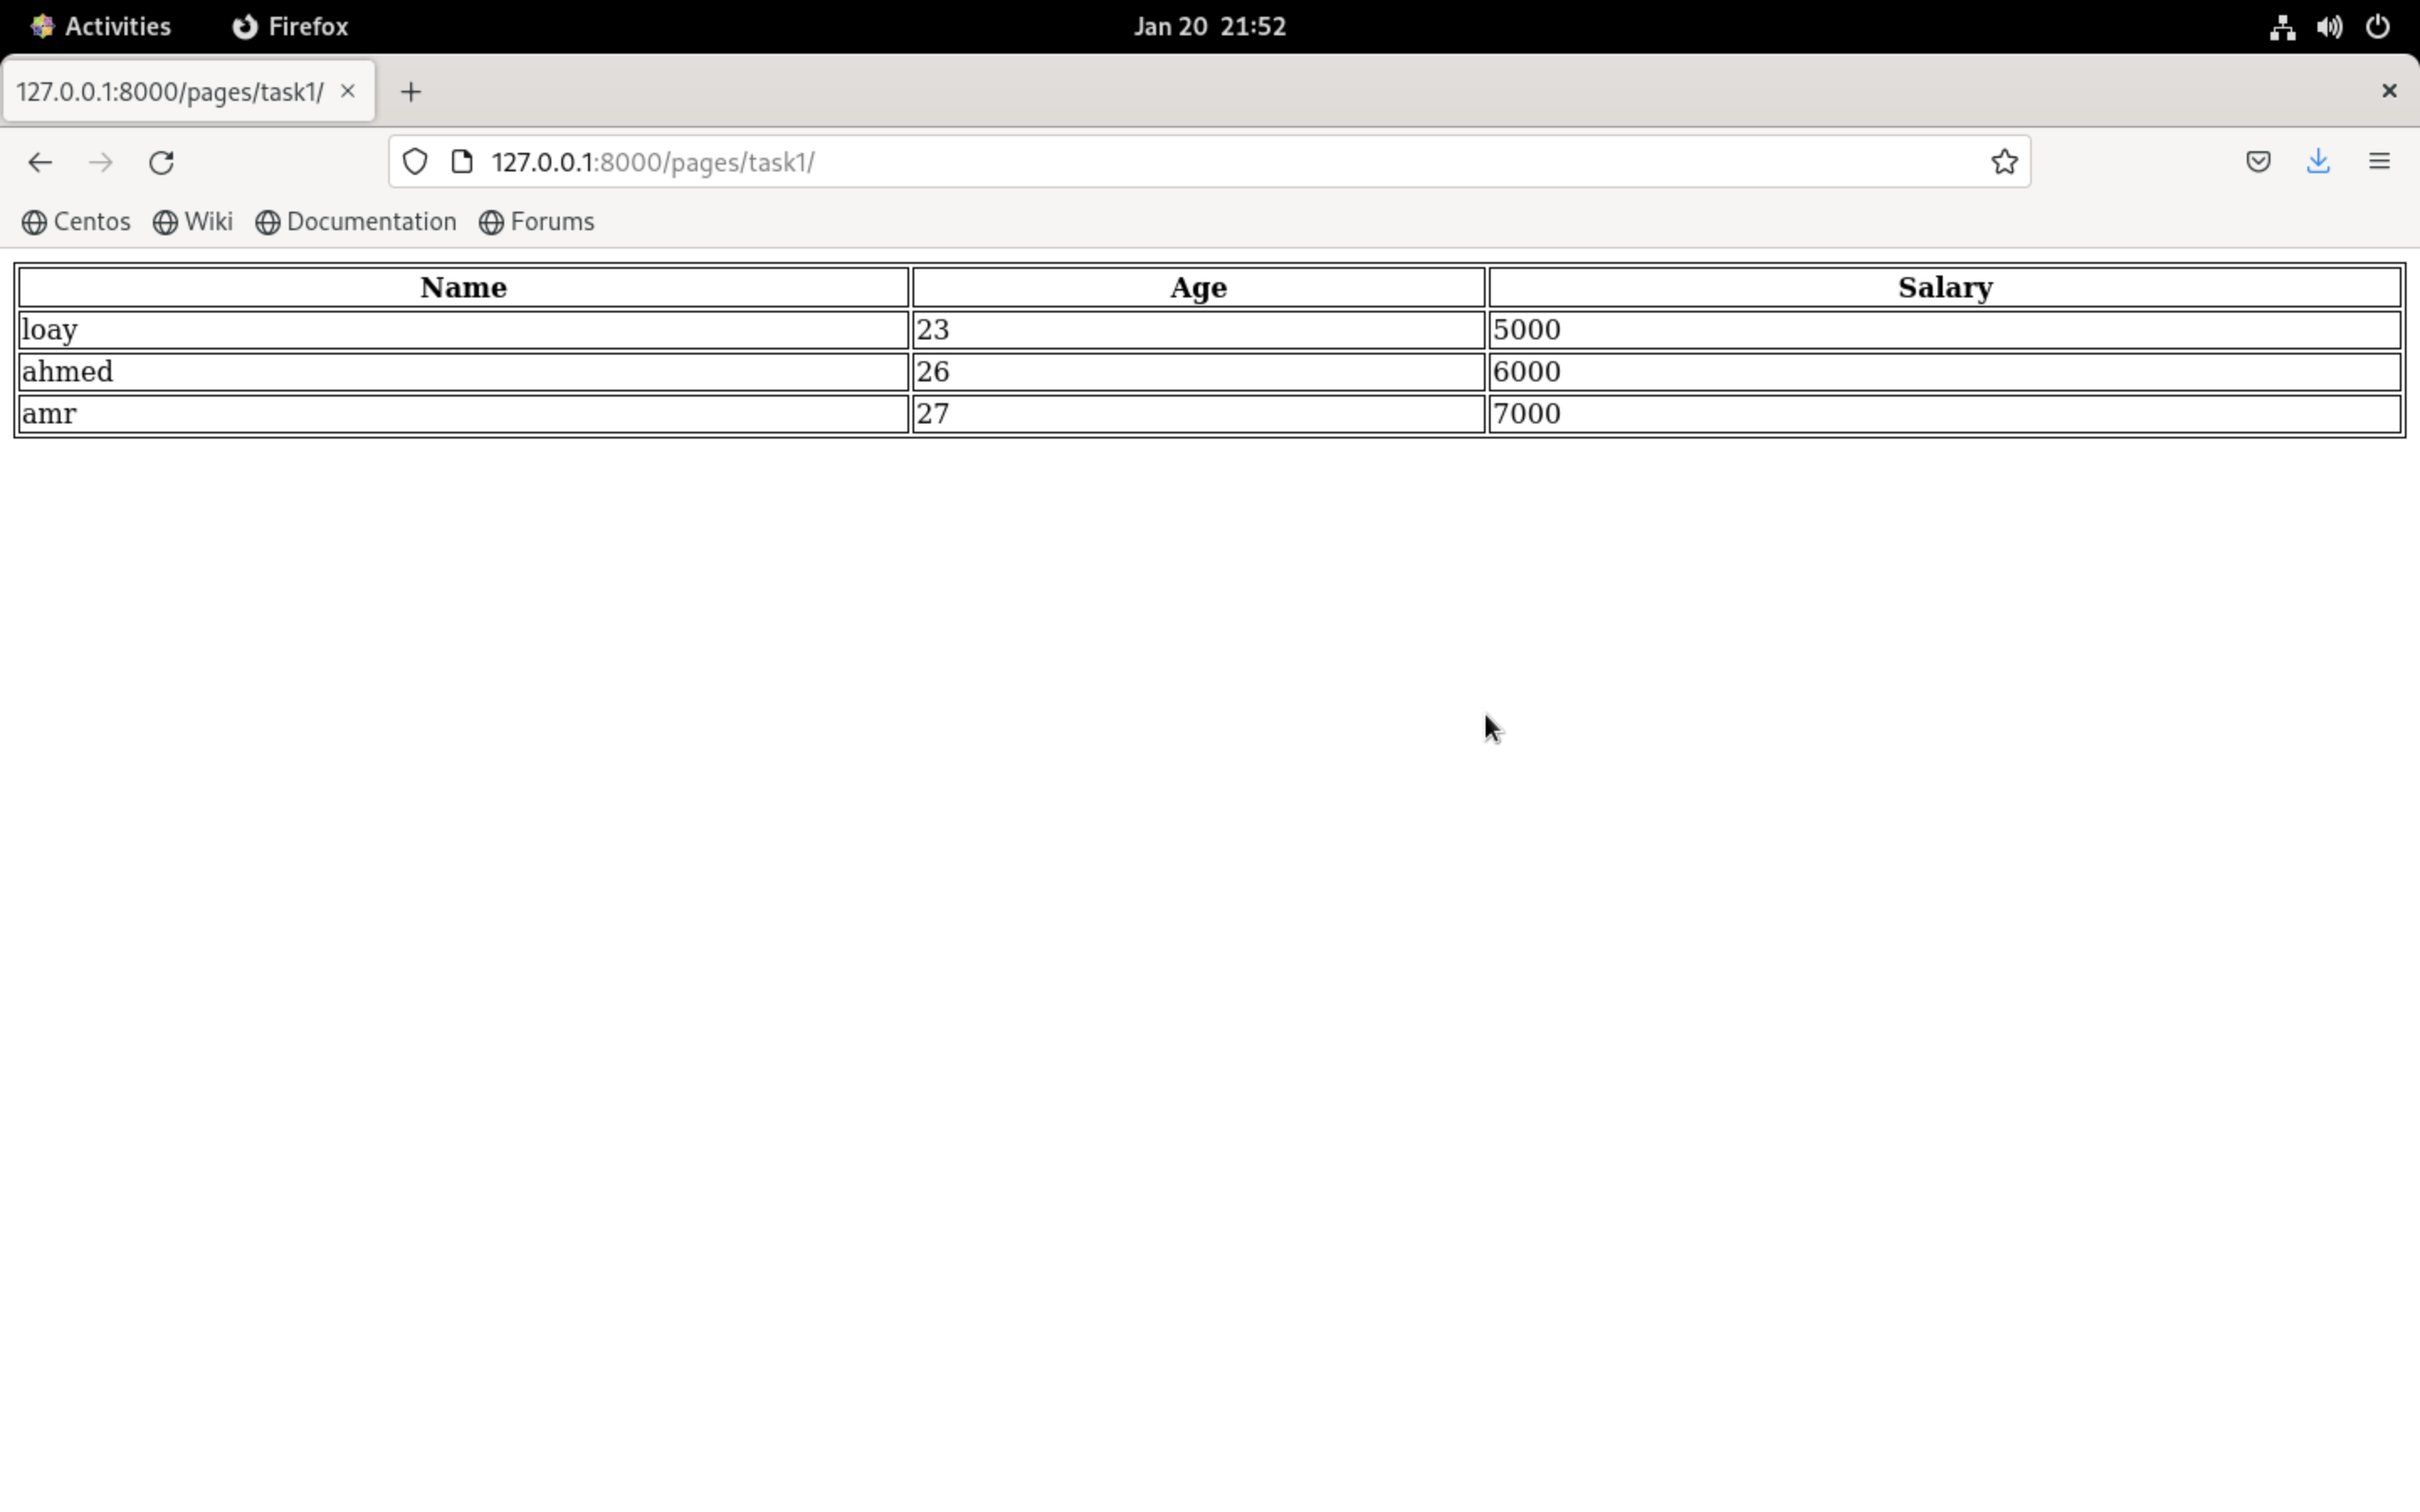 Activities Firefox Jan 20 21:52
127.0.0.1:8000/pages/task1/
127.0.0.1:8000/pages/task1/
Centos Wiki Documentation Forums
Name Age Salary
loay 23 5000
ahmed 26 6000
amr 27 7000